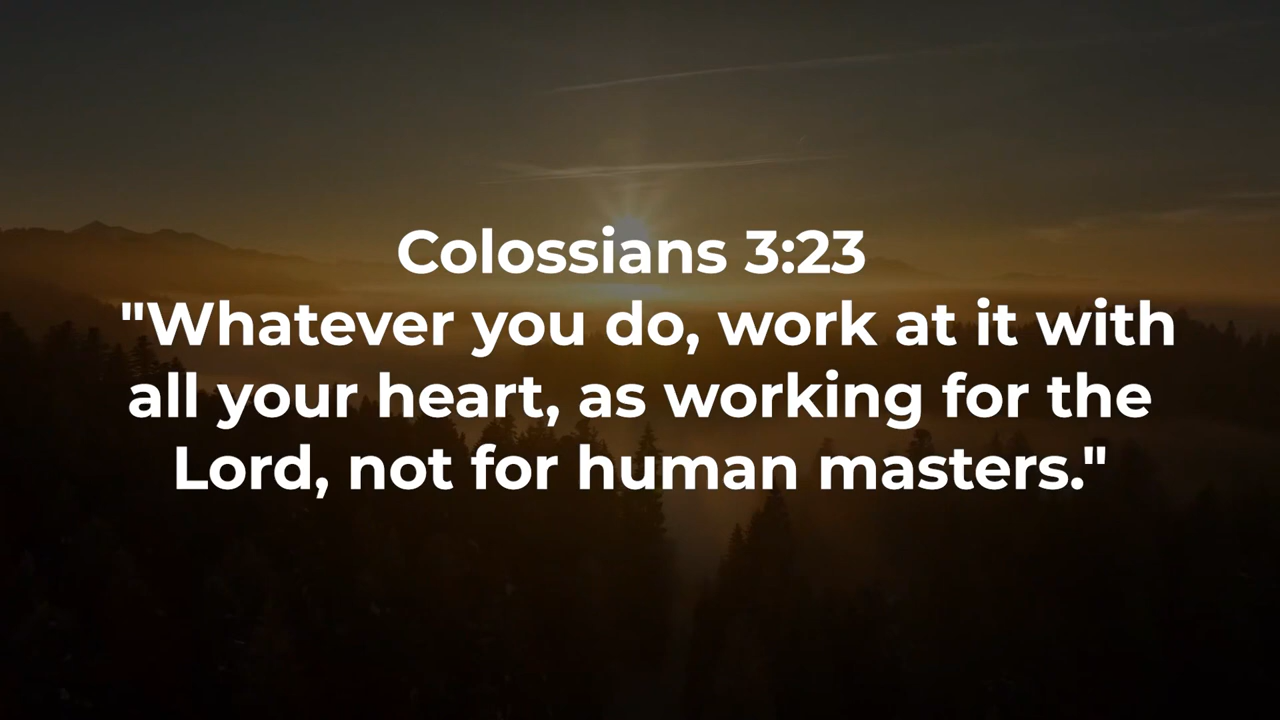 Colossians 3:23
"Whatever you do, work at it with
all your heart, as working for the
Lord, not for human masters."